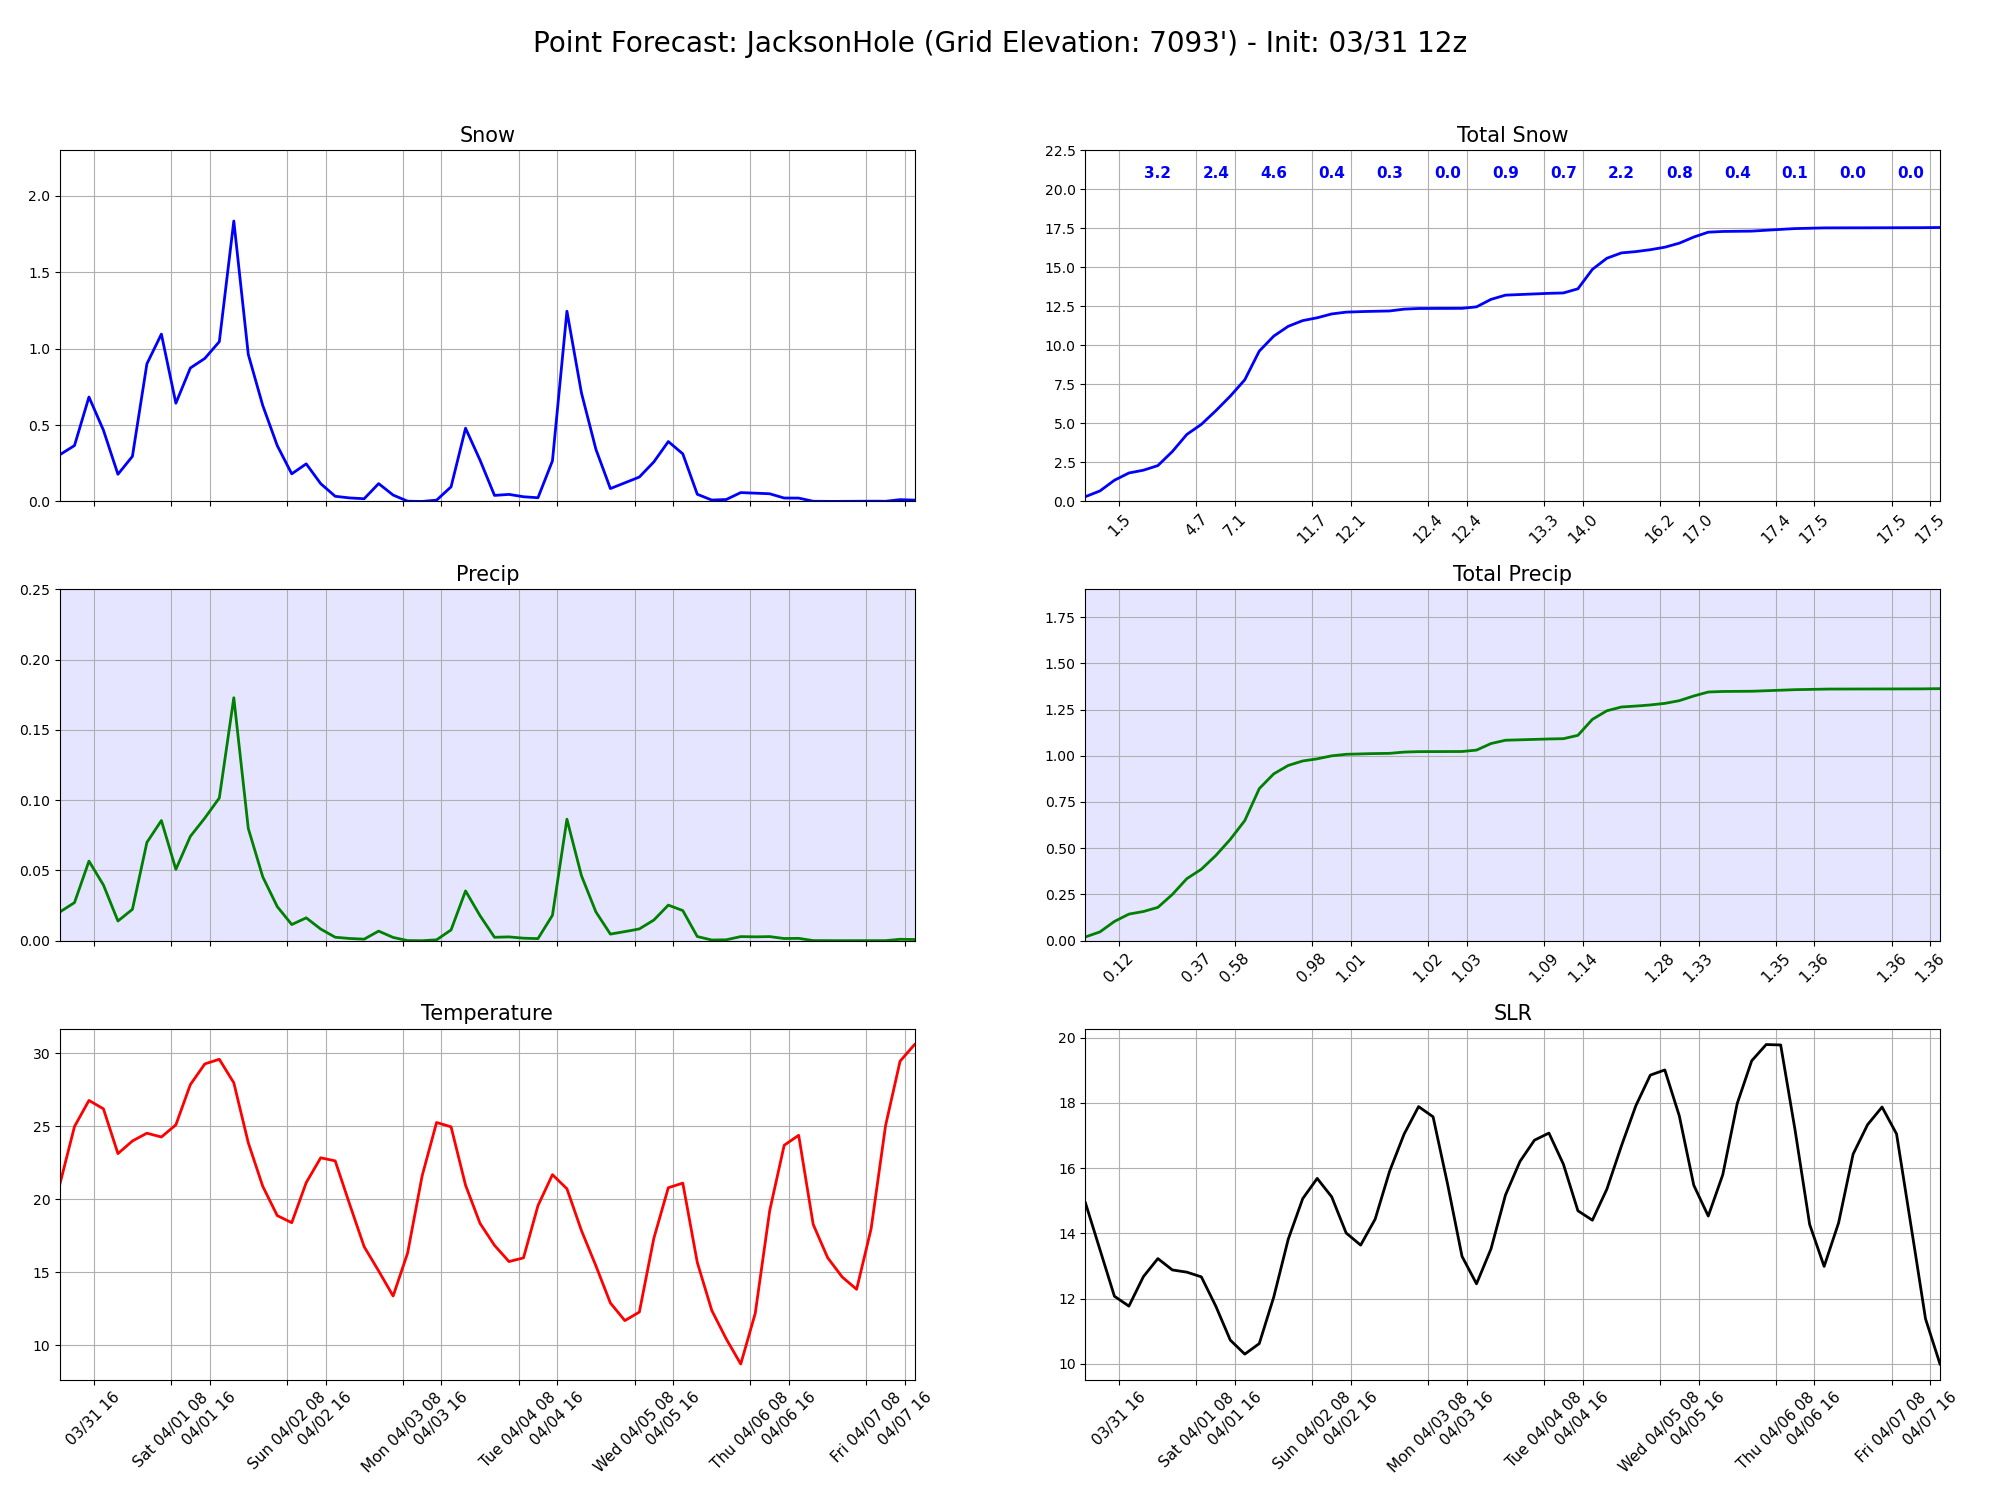 Point Forecast: JacksonHole (Grid Elevation: 7093') - Init: 03/31 12z
Snow
2.0
1.5
1.0
0.5
0.0
Total Snow
22.5
20.0
17.5
15.0
12.5
10.0
7.5
5.0
2.5
0.0
3.2 2.4 4.6 0.4 0.3 0.0 0.9 0.7 2.2 0.8 0.4 0.1 0.0 0.0
1.5 4.7 7.1 11.7 12.1 12.4 12.4 13.3 14.0 16.2 17.0 17.4 17.5 17.5 17.5
Precip
0.25
0.20
0.15
0.10
0.05
0.00
Total Precip
1.75
1.50
1.25
1.00
0.75
0.50
0.25
0.00
0.12 0.37 0.58 0.98 1.01 1.02 1.03 1.09 1.14 1.28 1.33 1.35 1.36 1.36 1.36
Temperature
30
25
20
15
10
03/31 16
Sat 04/01 08
04/01 16
Sun 04/02 08
04/02 16
Mon 04/03 08
04/03 16
Tue 04/04 08
04/04 16
Wed 04/05 08
04/05 16
Thu 04/06 08
04/06 16
Fri 04/07 08
04/07 16
SLR
20
18
16
14
12
10
03/31 16
Sat 04/01 08
04/01 16
Sun 04/02 08
04/02 16
Mon 04/03 08
04/03 16
Tue 04/04 08
04/04 16
Wed 04/05 08
04/05 16
Thu 04/06 08
04/06 16
Fri 04/07 08
04/07 16